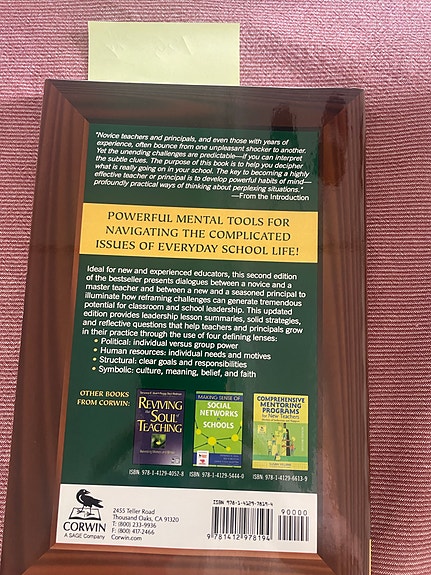 "Novice teachers and principals, and even those with years of
experience, often bounce from one unpleasant shocker to another.
Yet the unending challenges are predictable—if you can interpret
the subtle clues. The purpose of this book is to help you decipher
what is really going on in your school. The key to becoming a highly
effective teacher or principal is to develop powerful habits of mind—
profoundly practical ways of thinking about perplexing situations."
—From the Introduction
POWERFUL MENTAL TOOLS FOR
NAVIGATING THE COMPLICATED
ISSUES OF EVERYDAY SCHOOL LIFE!
Ideal for new and experienced educators, this second edition
of the bestseller presents dialogues between a novice and a
master teacher and between a new and a seasoned principal to
illuminate how reframing challenges can generate tremendous
potential for classroom and school leadership. This updated
edition provides leadership lesson summaries, solid strategies,
and reflective questions that help teachers and principals grow
in their practice through the use of four defining lenses:
• Political: individual versus group power
• Human resources: individual needs and motives
• Structural: clear goals and responsibilities
• Symbolic: culture, meaning, belief, and faith
OTHER BOOKS
FROM CORWIN:
REVIVING
the SOUL of
TEACHING
MAKING SENSE OF
SOCIAL
NETWORKS
in
SCHOOLS
COMPREHENSIVE
MENTORING
PROGRAMS
for New Teachers
ISBN 978-1-4129-4052-8
ISBN 978-1-4129-5444-0
ISBN 978-1-4129-6613-9
CORWIN
A SAGE Company
2455 Teller Road
Thousand Oaks, CA 91320
T: (800) 233-9936
F: (800) 417-2466
Corwin.com
ISBN 978-1-4129-7819-4
90000
9 781412 978194